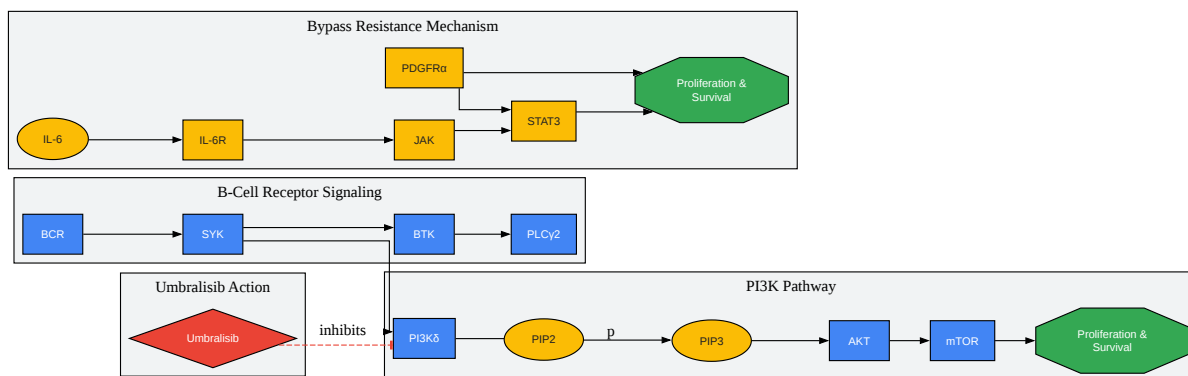 Bypass Resistance Mechanism
PDGFRα
Proliferation &
Survival
STAT3
IL-6
IL-6R
JAK
B-Cell Receptor Signaling
BCR
SYK
BTK
PLCγ2
Umbralisib Action
Umbralisib
inhibits
PI3K Pathway
PI3Kδ
PIP2
p
PIP3
AKT
mTOR
Proliferation &
Survival